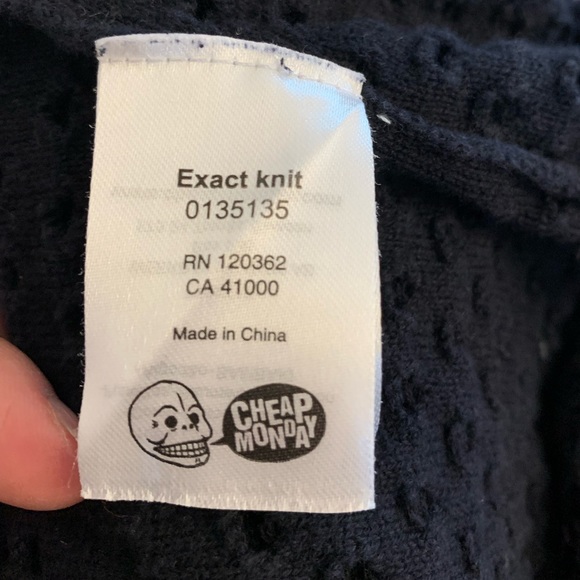 Exact knit
0135135
RN 120362
CA 41000
Made in China
CHEAP
MONDAY